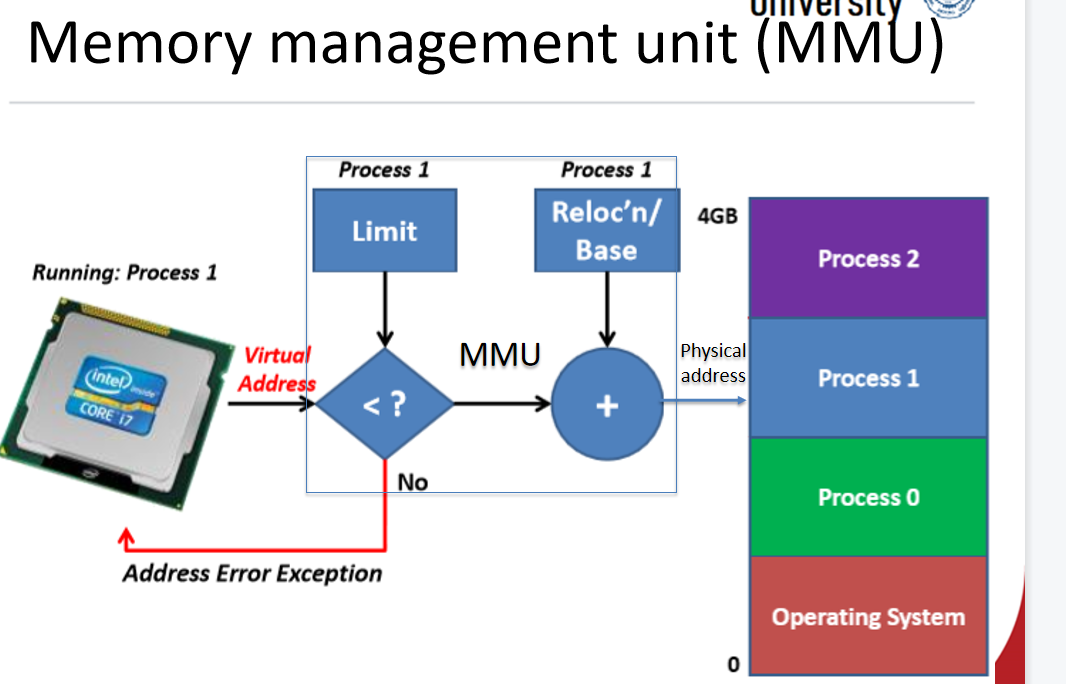 University
Memory management unit (MMU)
Process 1
Process 1
Limit
Reloc'n/
Base
4GB
Process 2
Running: Process 1
Virtual
Address
MMU
Physical
address
Process 1
intel inside
CORE i7
< ?
+
No
Process 0
Address Error Exception
Operating System
0